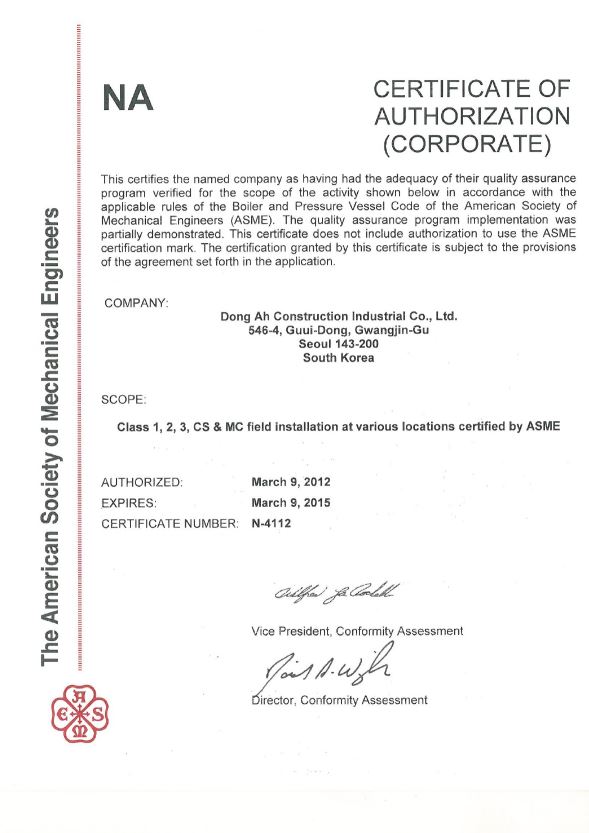 NA
CERTIFICATE OF
AUTHORIZATION
(CORPORATE)
This certifies the named company as having had the adequacy of their quality assurance
program verified for the scope of the activity shown below in accordance with the
applicable rules of the Boiler and Pressure Vessel Code of the American Society of
Mechanical Engineers (ASME). The quality assurance program implementation was
partially demonstrated. This certificate does not include authorization to use the ASME
certification mark. The certification granted by this certificate is subject to the provisions
of the agreement set forth in the application.
COMPANY:
Dong Ah Construction Industrial Co., Ltd.
546-4, Guui-Dong, Gwangjin-Gu
Seoul 143-200
South Korea
SCOPE:
Class 1, 2, 3, CS & MC field installation at various locations certified by ASME
AUTHORIZED: March 9, 2012
EXPIRES: March 9, 2015
CERTIFICATE NUMBER: N-4112
Vice President, Conformity Assessment
Director, Conformity Assessment
The American Society of Mechanical Engineers
A
E S
M